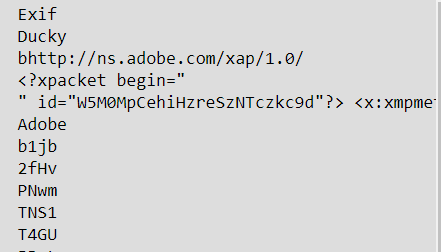 Exif
Ducky
bhttp://ns.adobe.com/xap/1.0/
<?xpacket begin="
" id="W5M0MpCehiHzreSzNTczkc9d"?> <x:xmpme
Adobe
b1jb
2fHv
PNwm
TNS1
T4GU